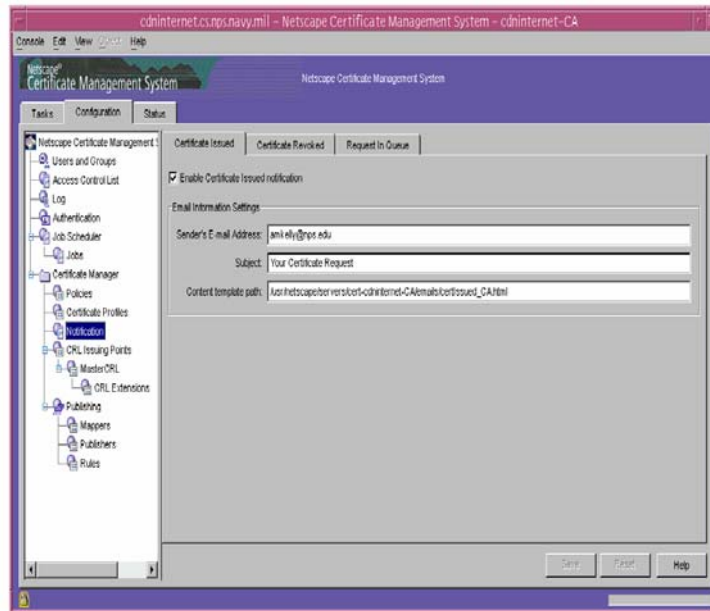 cdninternet.cs.nps.navy.mil – Netscape Certificate Management System – cdninternet-CA
Console Edit View Object Help
Netscape®
Certificate Management System
Netscape Certificate Management System
Tasks
Configuration
Status
Netscape Certificate Management S
Users and Groups
Access Control List
Log
Authentication
Job Scheduler
Jobs
Certificate Manager
Policies
Certificate Profiles
Notification
CRL Issuing Points
MasterCRL
CRL Extensions
Publishing
Mappers
Publishers
Rules
Certificate Issued
Certificate Revoked
Request In Queue
Enable Certificate Issued notification
Email Information Settings
Sender's E-mail Address: amkelly@nps.edu
Subject: Your Certificate Request
Content template path: /usr/netscape/servers/cert-cdninternet-CA/emails/certIssued_CA.html
Save
Reset
Help